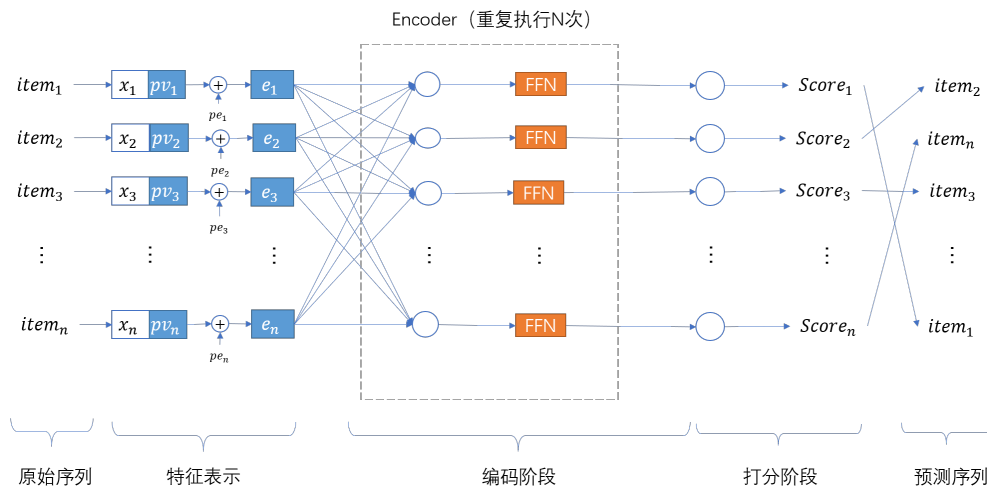 Encoder（重复执行N次）
item₁ x₁ pv₁ + e₁ FFN Score₁ item₂
pe₁
item₂ x₂ pv₂ + e₂ FFN Score₂ itemₙ
pe₂
item₃ x₃ pv₃ + e₃ FFN Score₃ item₃
pe₃
⋮ ⋮ ⋮ ⋮ ⋮ ⋮ ⋮ ⋮
itemₙ xₙ pvₙ + eₙ FFN Scoreₙ item₁
peₙ
原始序列 特征表示 编码阶段 打分阶段 预测序列